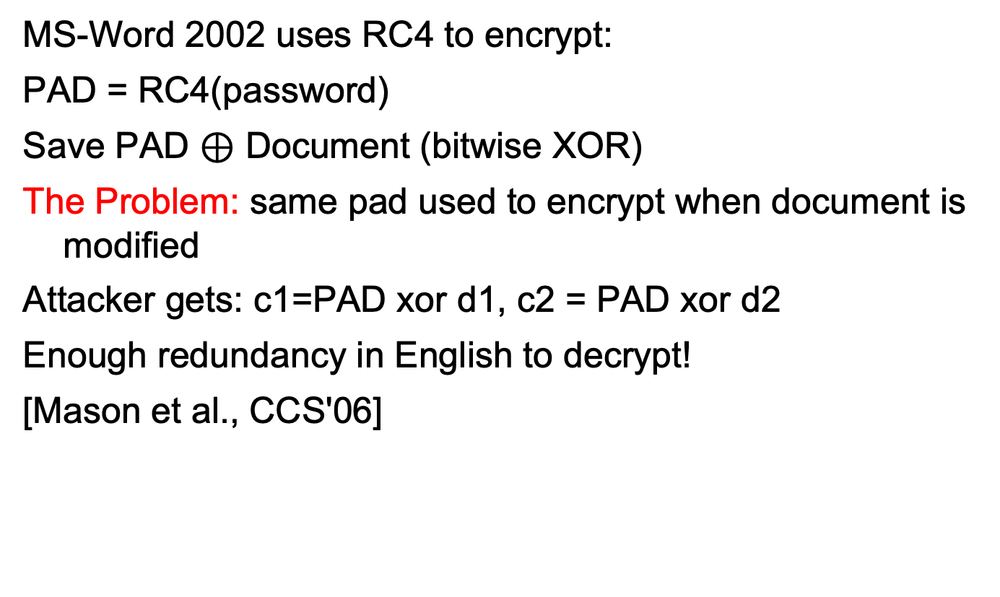 MS-Word 2002 uses RC4 to encrypt:
PAD = RC4(password)
Save PAD ⊕ Document (bitwise XOR)
The Problem: same pad used to encrypt when document is
modified
Attacker gets: c1=PAD xor d1, c2 = PAD xor d2
Enough redundancy in English to decrypt!
[Mason et al., CCS'06]